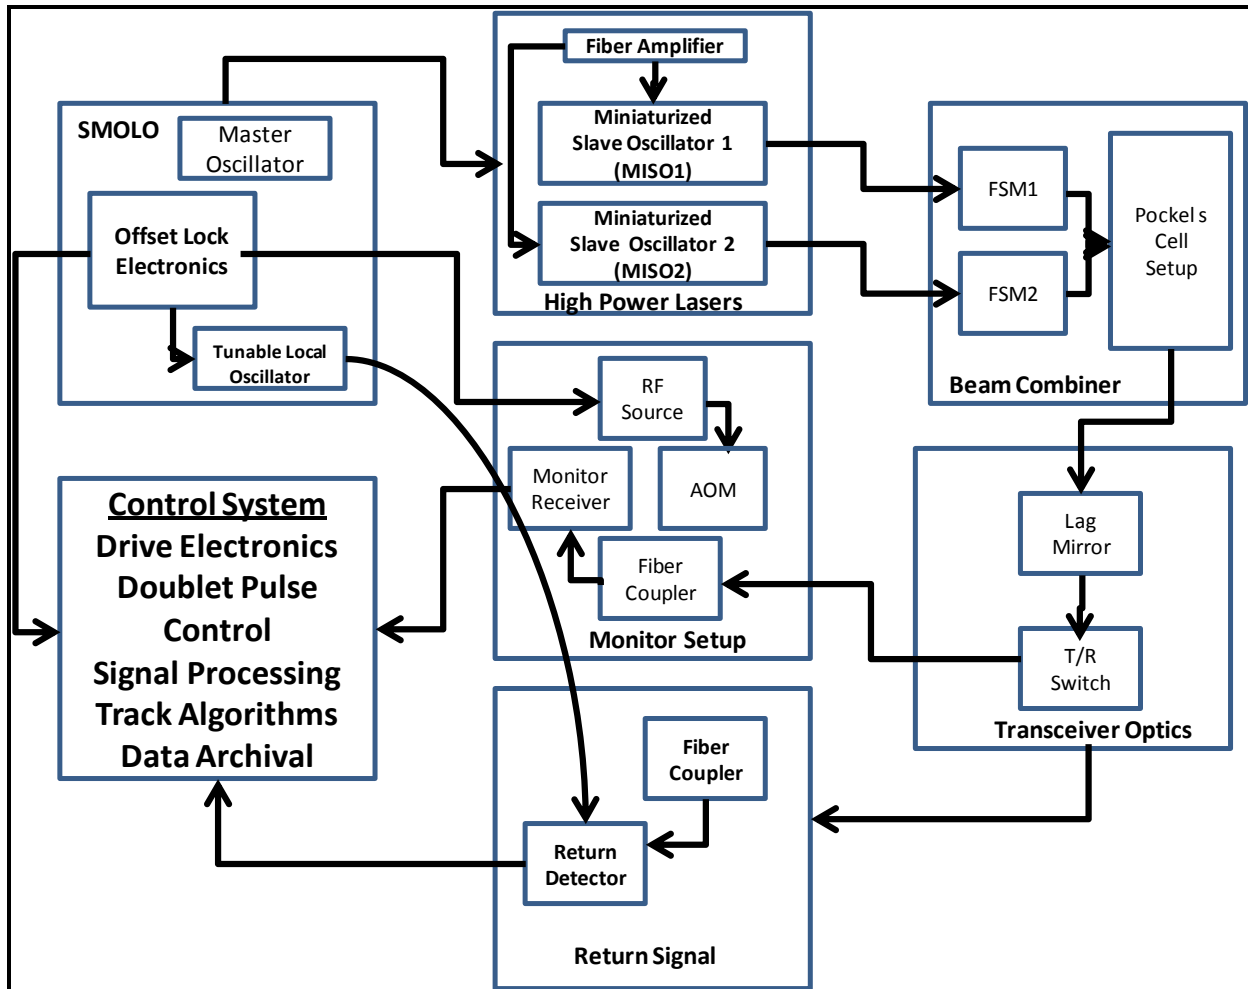 SMOLO
Master
Oscillator
Offset Lock
Electronics
Tunable Local
Oscillator
Fiber Amplifier
Miniaturized
Slave Oscillator 1
(MISO1)
Miniaturized
Slave Oscillator 2
(MISO2)
High Power Lasers
FSM1
FSM2
Pockel s
Cell
Setup
Beam Combiner
RF
Source
Monitor
Receiver
AOM
Fiber
Coupler
Monitor Setup
Lag
Mirror
T/R
Switch
Transceiver Optics
Control System
Drive Electronics
Doublet Pulse
Control
Signal Processing
Track Algorithms
Data Archival
Fiber
Coupler
Return
Detector
Return Signal